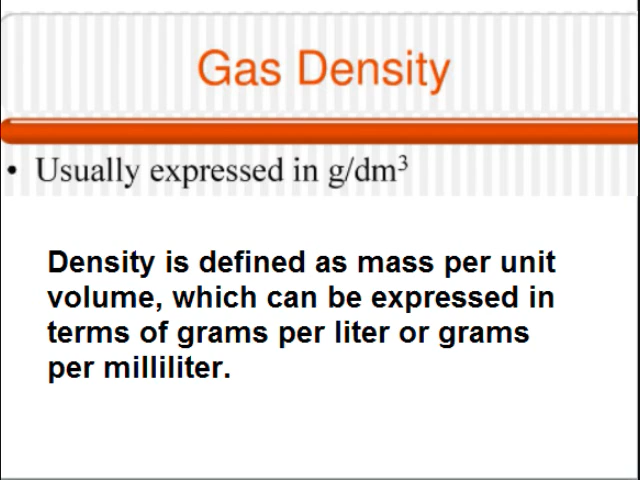 Gas Density
• Usually expressed in g/dm³
Density is defined as mass per unit
volume, which can be expressed in
terms of grams per liter or grams
per milliliter.